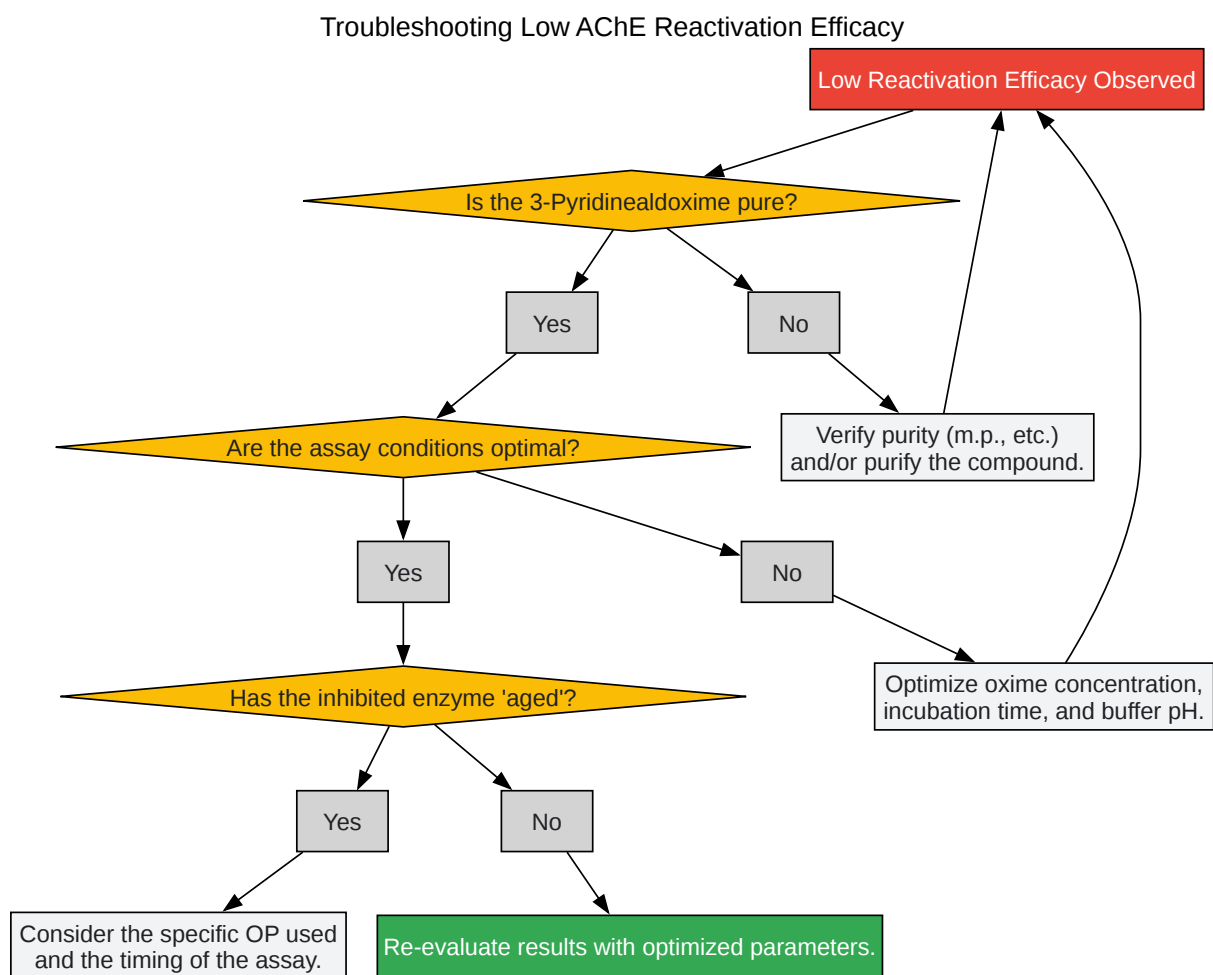 Troubleshooting Low AChE Reactivation Efficacy
Low Reactivation Efficacy Observed
Is the 3-Pyridinealdoxime pure?
Yes
No
Verify purity (m.p., etc.)
and/or purify the compound.
Are the assay conditions optimal?
Yes
No
Optimize oxime concentration,
incubation time, and buffer pH.
Has the inhibited enzyme 'aged'?
Yes
No
Consider the specific OP used
and the timing of the assay.
Re-evaluate results with optimized parameters.